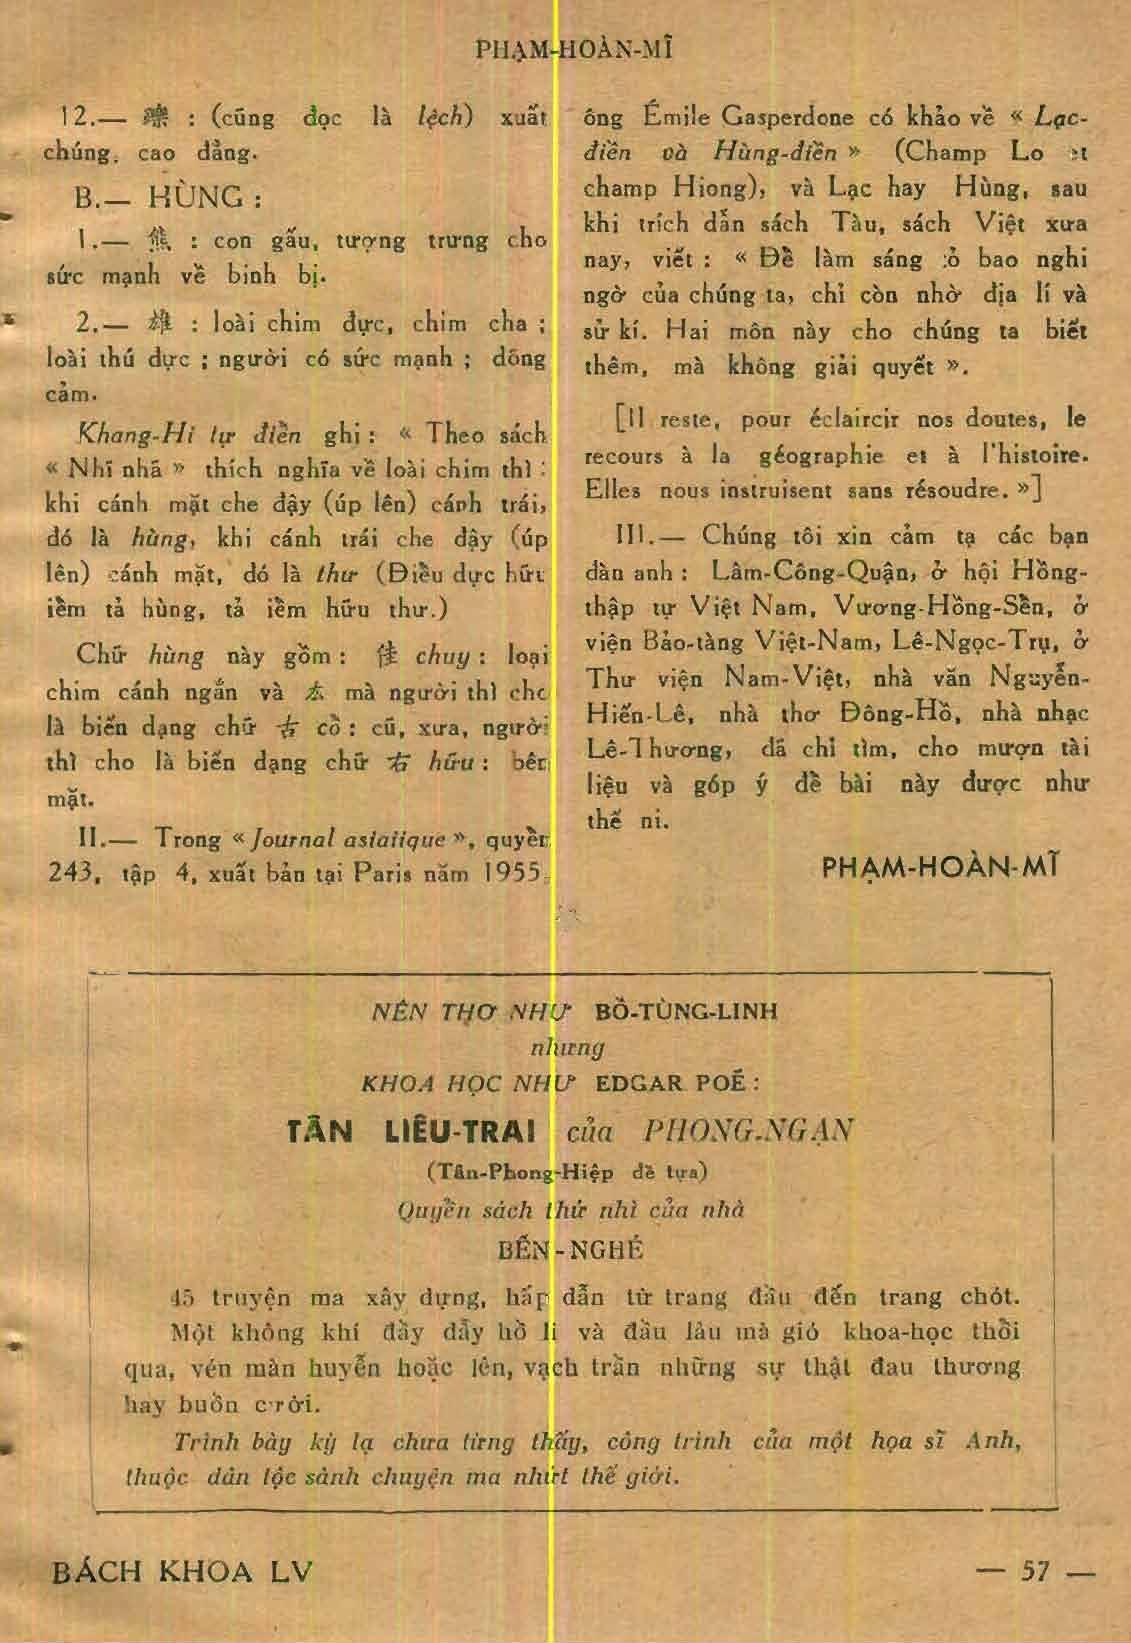 PHẠM-HOÀN-MĨ
12.— 礫 : (cũng đọc là lệch) xuất
chúng, cao đẳng.
B.— HÙNG :
1.— 熊 : con gấu, tượng trưng cho
sức mạnh về binh bị.
2.— 雄 : loài chim đực, chim cha ;
loài thú đực ; người có sức mạnh ; dõng
cảm.
Khang-Hi tự điển ghi : « Theo sách
« Nhĩ nhã » thích nghĩa về loài chim thì :
khi cánh mặt che đậy (úp lên) cánh trái,
đó là hùng, khi cánh trái che đậy (úp
lên) cánh mặt, đó là thư (Điều dực hữu
iềm tả hùng, tả iềm hữu thư.)
Chữ hùng này gồm : 隹 chuy : loại
chim cánh ngắn và 厷 mà người thì cho
là biến dạng chữ 古 cổ : cũ, xưa, người
thì cho là biến dạng chữ 右 hữu : bên
mặt.
II.— Trong « Journal asiatique », quyển
243, tập 4, xuất bản tại Paris năm 1955,
ông Émile Gasperdone có khảo về « Lạc-
điền và Hùng-điền » (Champ Lo et
champ Hiong), và Lạc hay Hùng, sau
khi trích dẫn sách Tàu, sách Việt xưa
nay, viết : « Để làm sáng tỏ bao nghi
ngờ của chúng ta, chỉ còn nhờ địa lí và
sử kí. Hai môn này cho chúng ta biết
thêm, mà không giải quyết ».
[Il reste, pour éclaircir nos doutes, le
recours à la géographie et à l'histoire.
Elles nous instruisent sans résoudre. »]
III.— Chúng tôi xin cảm tạ các bạn
đàn anh : Lâm-Công-Quận, ở hội Hồng-
thập tự Việt Nam, Vương-Hồng-Sển, ở
viện Bảo-tàng Việt-Nam, Lê-Ngọc-Trụ, ở
Thư viện Nam-Việt, nhà văn Nguyễn-
Hiến-Lê, nhà thơ Đông-Hồ, nhà nhạc
Lê-Thương, đã chỉ tìm, cho mượn tài
liệu và góp ý để bài này được như
thế ni.
PHẠM-HOÀN-MĨ
NÊN THƠ NHƯ BỒ-TÙNG-LINH
nhưng
KHOA HỌC NHƯ EDGAR POÉ :
TÂN LIÊU-TRAI của PHONG-NGẠN
(Tân-Phong-Hiệp đề tựa)
Quyển sách thứ nhì của nhà
BẾN-NGHÉ
45 truyện ma xây dựng, hấp dẫn từ trang đầu đến trang chót.
Một không khí đầy dẫy hồ li và đầu lâu mà gió khoa-học thổi
qua, vén màn huyễn hoặc lên, vạch trần những sự thật đau thương
hay buồn cười.
Trình bày kỳ lạ chưa từng thấy, công trình của một họa sĩ Anh,
thuộc dân tộc sành chuyện ma nhứt thế giới.
BÁCH KHOA LV
— 57 —